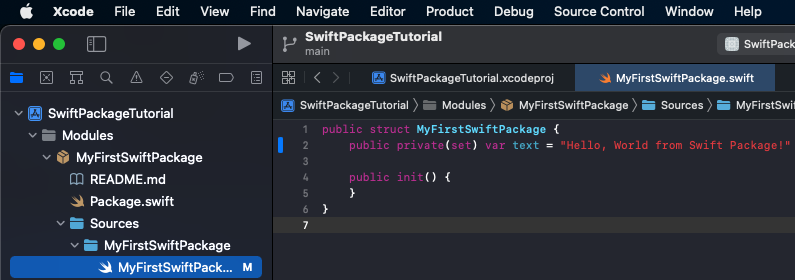 Xcode File Edit View Find Navigate Editor Product Debug Source Control Window Help
SwiftPackageTutorial
main
SwiftPack
SwiftPackageTutorial.xcodeproj
MyFirstSwiftPackage.swift
SwiftPackageTutorial
Modules
MyFirstSwiftPackage
README.md
Package.swift
Sources
MyFirstSwiftPackage
MyFirstSwiftPack... M
SwiftPackageTutorial Modules MyFirstSwiftPackage Sources MyFirstSwif
1 public struct MyFirstSwiftPackage {
2 public private(set) var text = "Hello, World from Swift Package!"
3
4 public init() {
5 }
6 }
7